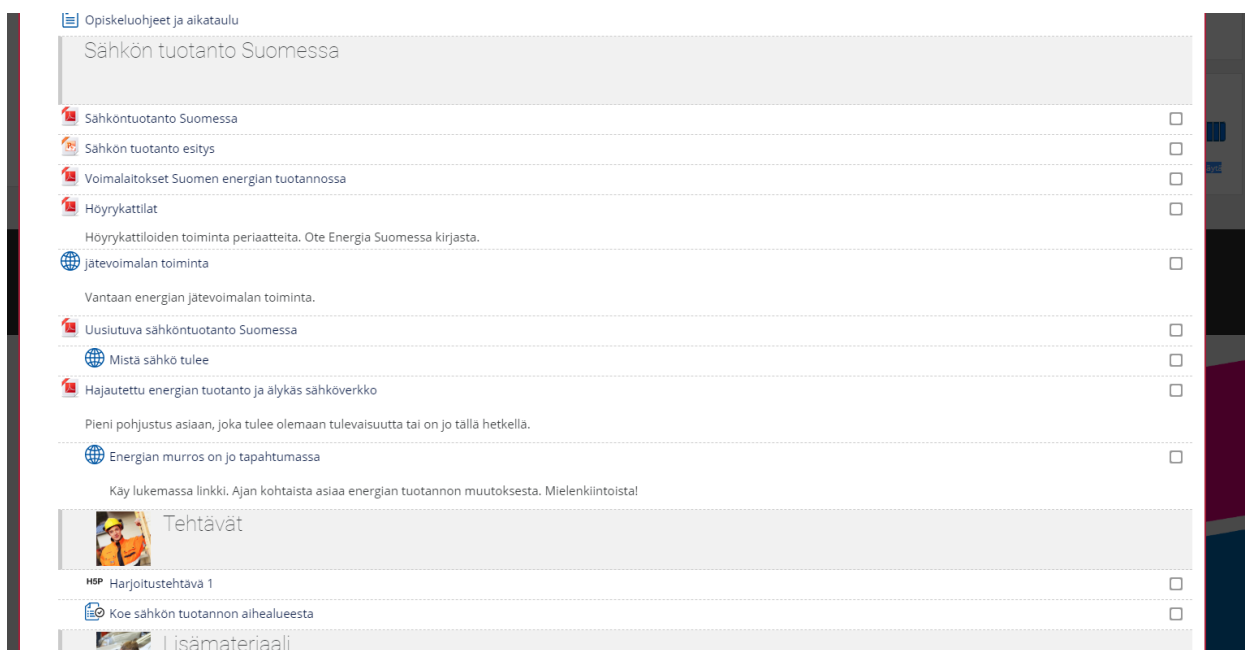 Opiskeluohjeet ja aikataulu
Sähkön tuotanto Suomessa
Sähköntuotanto Suomessa
Sähkön tuotanto esitys
Voimalaitokset Suomen energian tuotannossa
Höyrykattilat
Höyrykattiloiden toiminta periaatteita. Ote Energia Suomessa kirjasta.
jätevoimalan toiminta
Vantaan energian jätevoimalan toiminta.
Uusiutuva sähköntuotanto Suomessa
Mistä sähkö tulee
Hajautettu energian tuotanto ja älykäs sähköverkko
Pieni pohjustus asiaan, joka tulee olemaan tulevaisuutta tai on jo tällä hetkellä.
Energian murros on jo tapahtumassa
Käy lukemassa linkki. Ajan kohtaista asiaa energian tuotannon muutoksesta. Mielenkiintoista!
Tehtävät
H5P Harjoitustehtävä 1
Koe sähkön tuotannon aihealueesta
Lisämateriaali